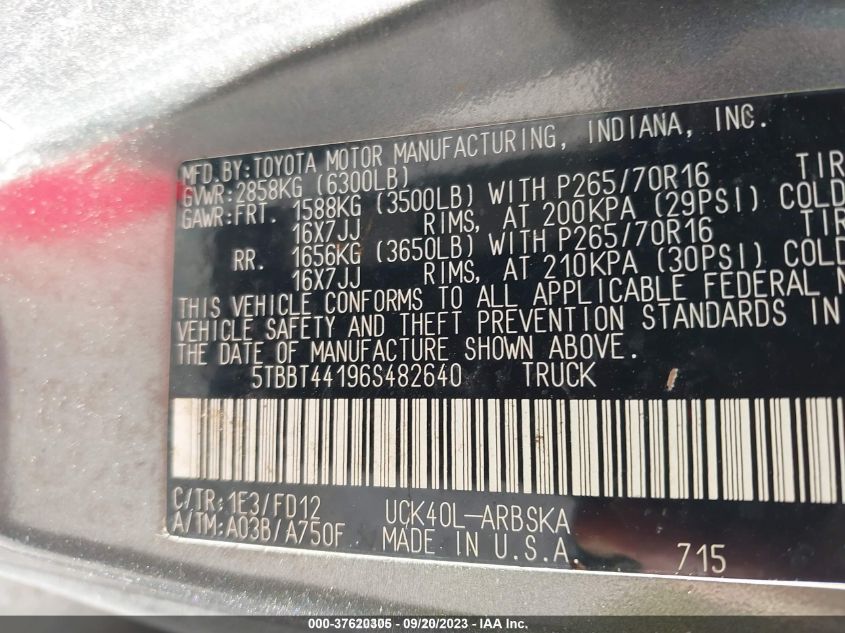 MFD.BY:TOYOTA MOTOR MANUFACTURING, INDIANA, INC.
GVWR:2858KG (6300LB)
GAWR:FRT. 1588KG (3500LB) WITH P265/70R16 TIR
16X7JJ RIMS, AT 200KPA (29PSI) COLD
RR. 1656KG (3650LB) WITH P265/70R16 TIR
16X7JJ RIMS, AT 210KPA (30PSI) COLD
THIS VEHICLE CONFORMS TO ALL APPLICABLE FEDERAL
VEHICLE SAFETY AND THEFT PREVENTION STANDARDS IN
THE DATE OF MANUFACTURE SHOWN ABOVE.
5TBBT44196S482640 TRUCK
C/TR:1E3/FD12 UCK40L-ARBSKA
A/TM:A03B/A750F MADE IN U.S.A 715
000-37620305 - 09/20/2023 - IAA Inc.